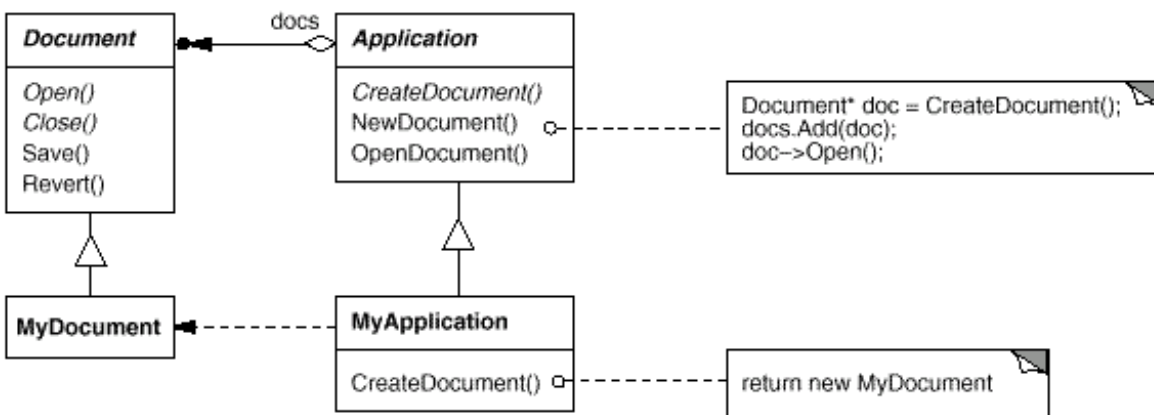 docs
Document
Open()
Close()
Save()
Revert()
Application
CreateDocument()
NewDocument()
OpenDocument()
Document* doc = CreateDocument();
docs.Add(doc);
doc–>Open();
MyDocument
MyApplication
CreateDocument()
return new MyDocument